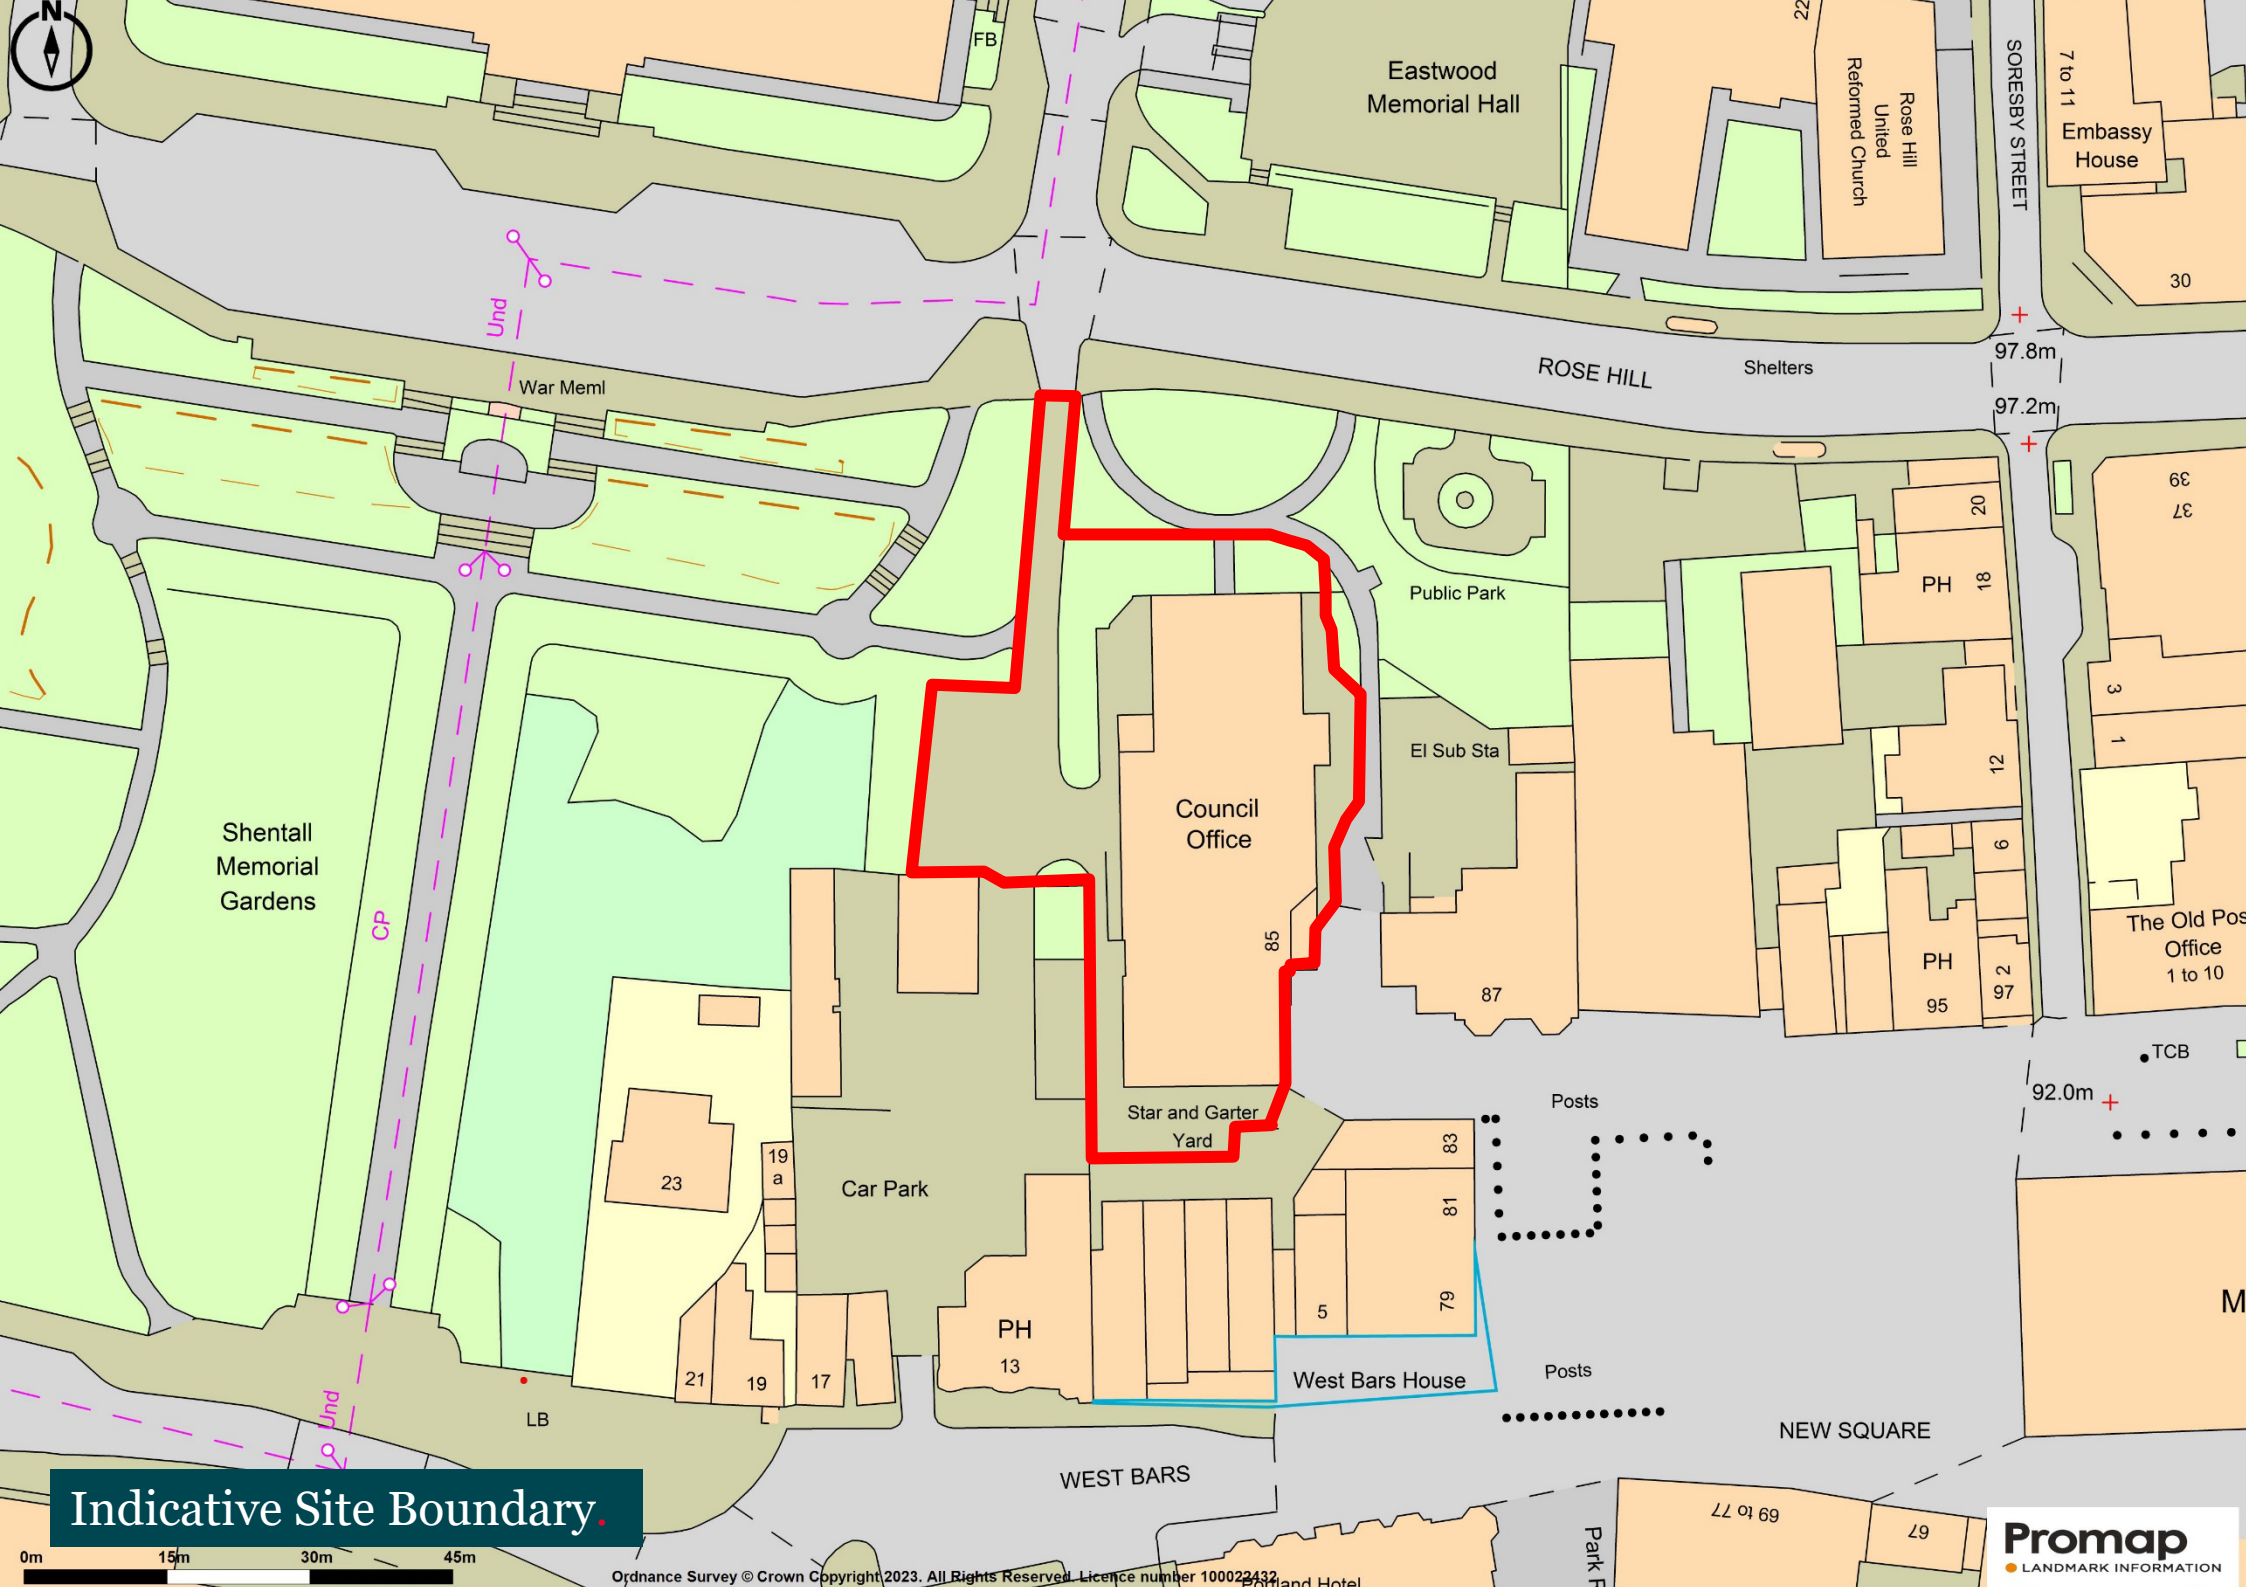 N
FB
Eastwood
Memorial Hall
22
Rose Hill
United
Reformed Church
SORESBY STREET
7 to 11
Embassy
House
30
Und
War Meml
ROSE HILL
Shelters
97.8m
97.2m
39
37
20
PH
18
Public Park
3
1
El Sub Sta
12
Council
Office
85
Shentall
Memorial
Gardens
CP
6
The Old Pos
Office
1 to 10
PH
95
2
97
87
TCB
92.0m
Posts
Star and Garter
Yard
83
81
79
5
19
a
23
Car Park
PH
13
21
19
17
West Bars House
Posts
LB
Und
NEW SQUARE
M
WEST BARS
69 to 77
67
Park
Indicative Site Boundary.
0m
15m
30m
45m
Ordnance Survey © Crown Copyright 2023. All Rights Reserved. Licence number 100022432
Hotel
Promap
LANDMARK INFORMATION